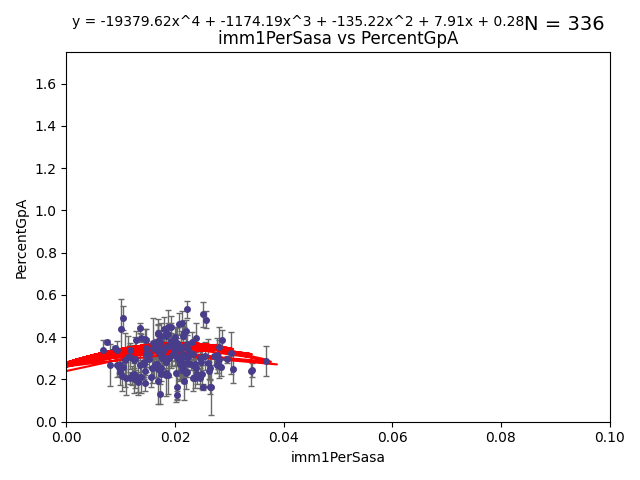 y = -19379.62x^4 + -1174.19x^3 + -135.22x^2 + 7.91x + 0.28 N = 336
imm1PerSasa vs PercentGpA
PercentGpA
1.6
1.4
1.2
1.0
0.8
0.6
0.4
0.2
0.0
0.00 0.02 0.04 0.06 0.08 0.10
imm1PerSasa